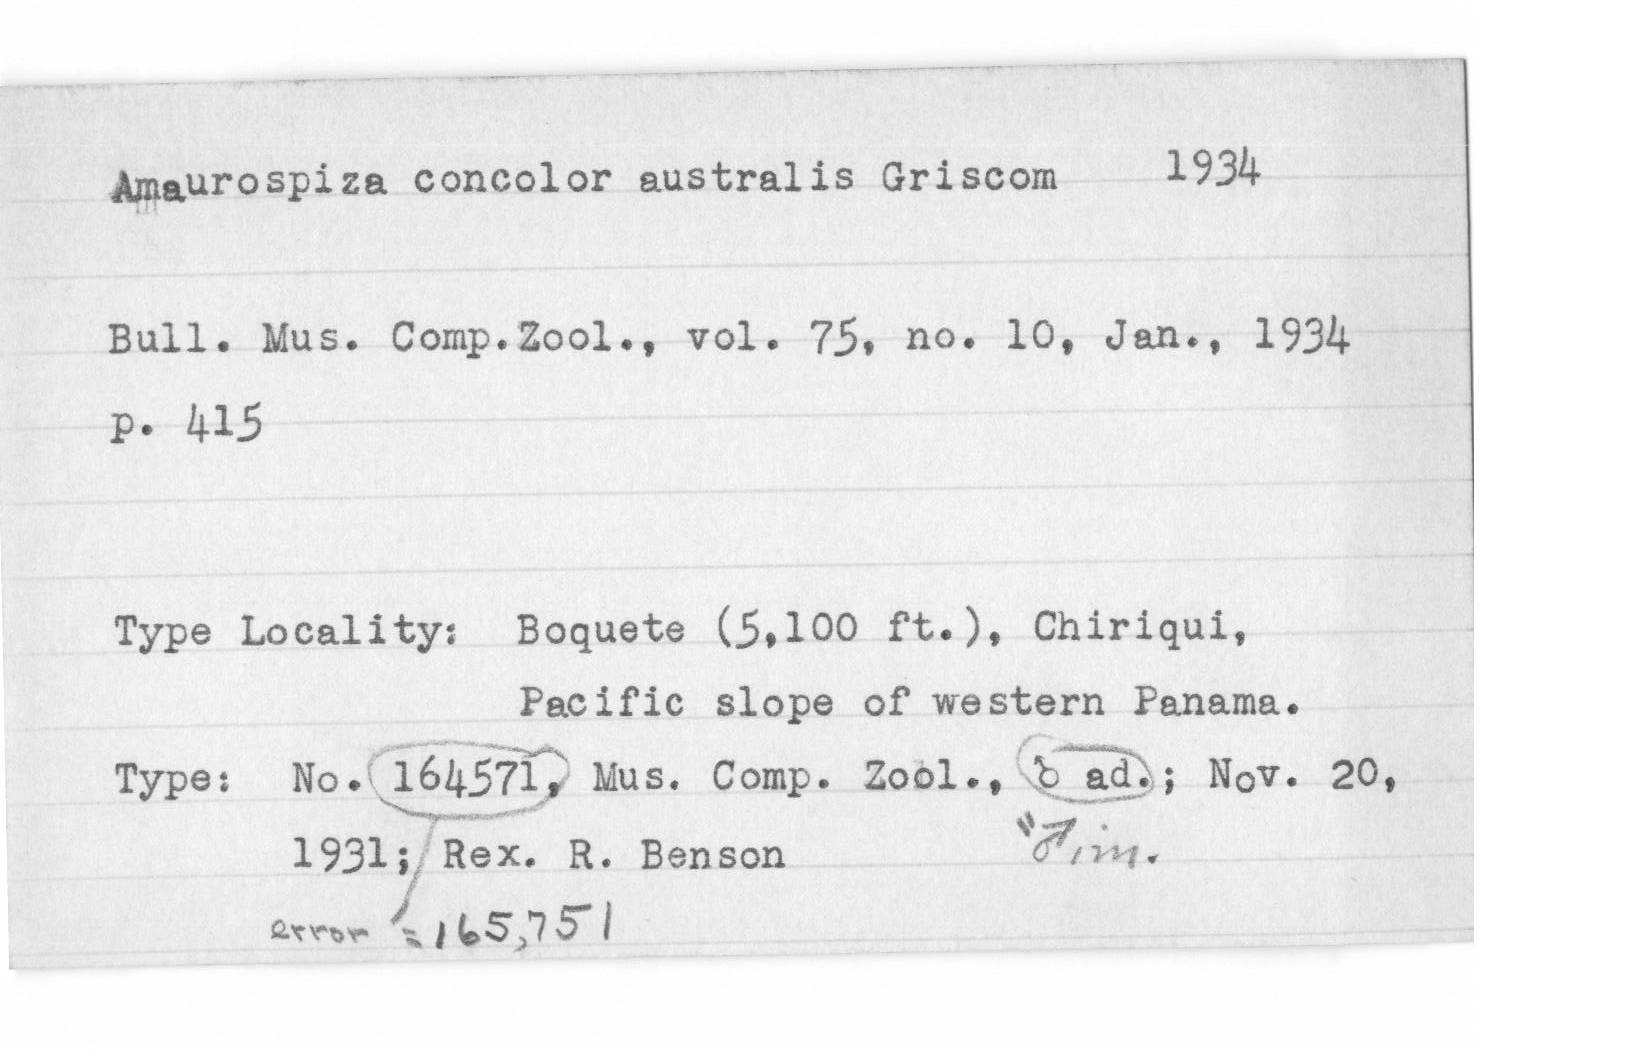 Amaurospiza concolor australis Griscom 1934
Bull. Mus. Comp.Zool., vol. 75, no. 10, Jan., 1934
p. 415
Type Locality: Boquete (5,100 ft.), Chiriqui,
Pacific slope of western Panama.
Type: No. 164571, Mus. Comp. Zool., ♂ ad.; Nov. 20,
1931; Rex. R. Benson "♂ im.
error = 165,751